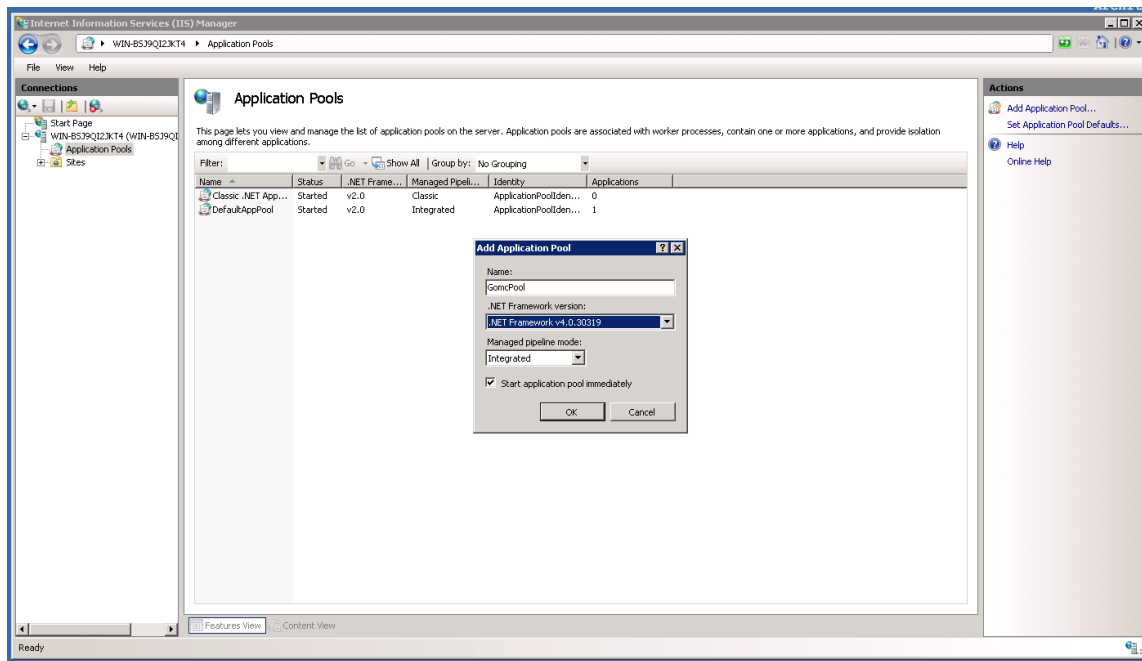 Internet Information Services (IIS) Manager
WIN-B5J9QI2JKT4 Application Pools
File View Help
Connections
Start Page
WIN-B5J9QI2JKT4 (WIN-B5J9QI
Application Pools
Sites
Application Pools
This page lets you view and manage the list of application pools on the server. Application pools are associated with worker processes, contain one or more applications, and provide isolation
among different applications.
Filter: Go Show All Group by: No Grouping
Name Status .NET Frame... Managed Pipeli... Identity Applications
Classic .NET App... Started v2.0 Classic ApplicationPoolIden... 0
DefaultAppPool Started v2.0 Integrated ApplicationPoolIden... 1
Add Application Pool
Name:
GomcPool
.NET Framework version:
.NET Framework v4.0.30319
Managed pipeline mode:
Integrated
Start application pool immediately
OK Cancel
Features View Content View
Actions
Add Application Pool...
Set Application Pool Defaults...
Help
Online Help
Ready